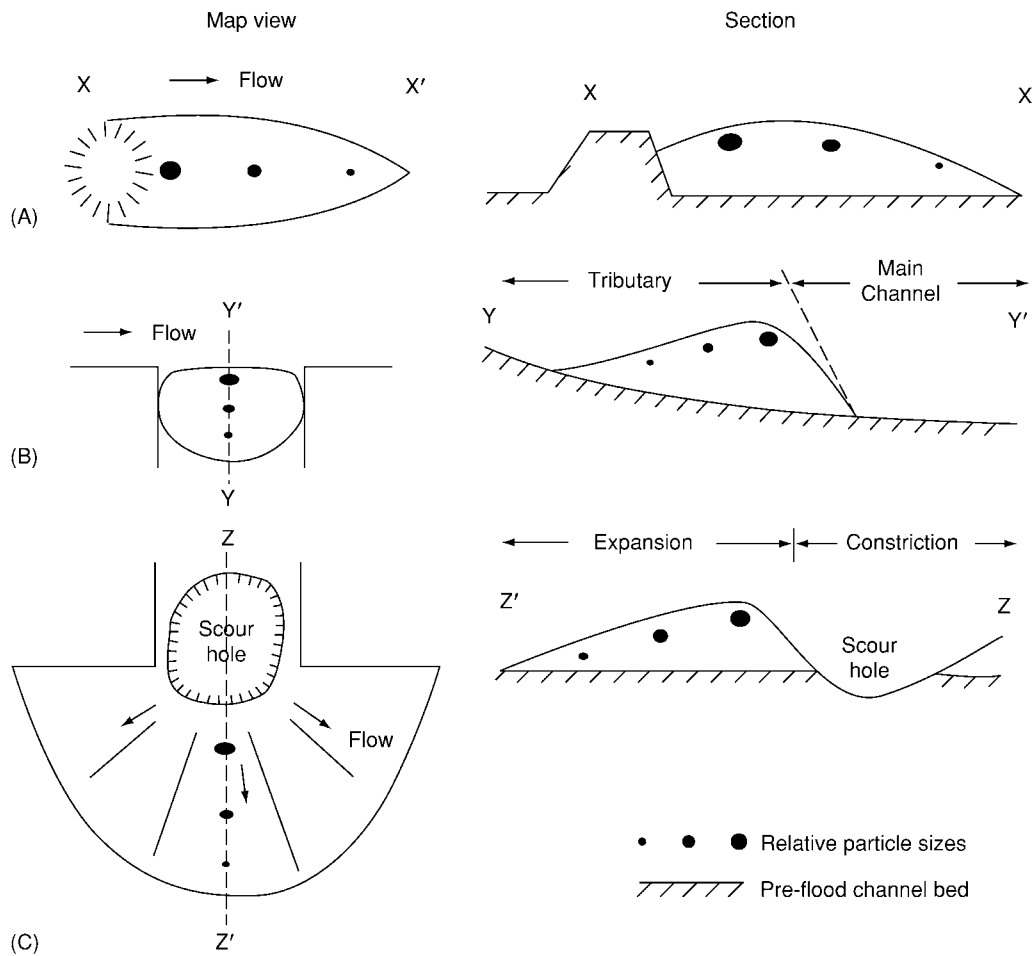 Map view
Section
X
Flow
X′
X
X
(A)
Tributary
Main
Channel
Y
Y′
Y′
Flow
(B)
Y
Z
Expansion
Constriction
Z′
Z
Scour
hole
Scour
hole
Flow
Relative particle sizes
Pre-flood channel bed
(C)
Z′